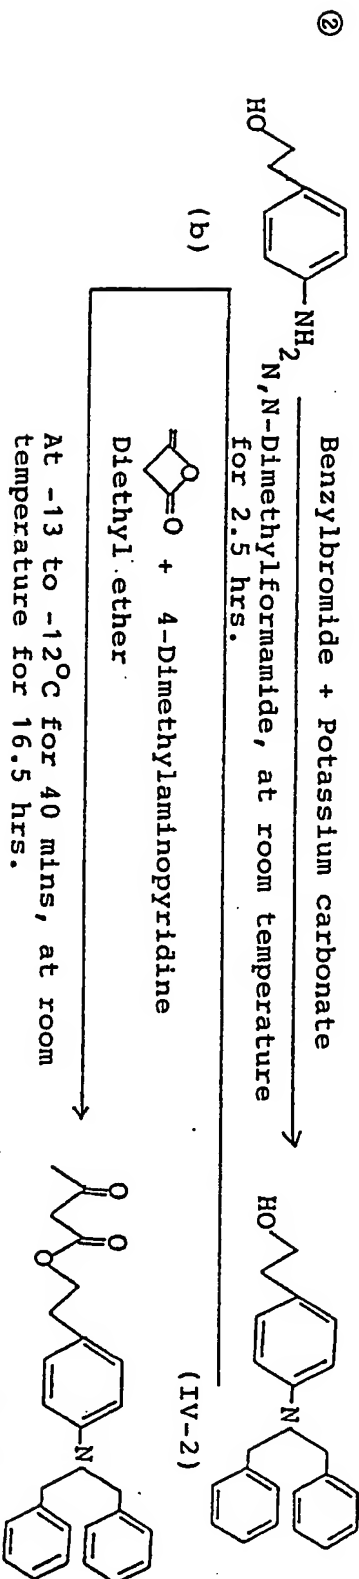 ②
HO
NH2
Benzylbromide + Potassium carbonate
N,N-Dimethylformamide, at room temperature
for 2.5 hrs.
HO
N
(IV-2)
(b)
O
O
+ 4-Dimethylaminopyridine
Diethyl ether
At -13 to -12°C for 40 mins, at room
temperature for 16.5 hrs.
O
O
O
N